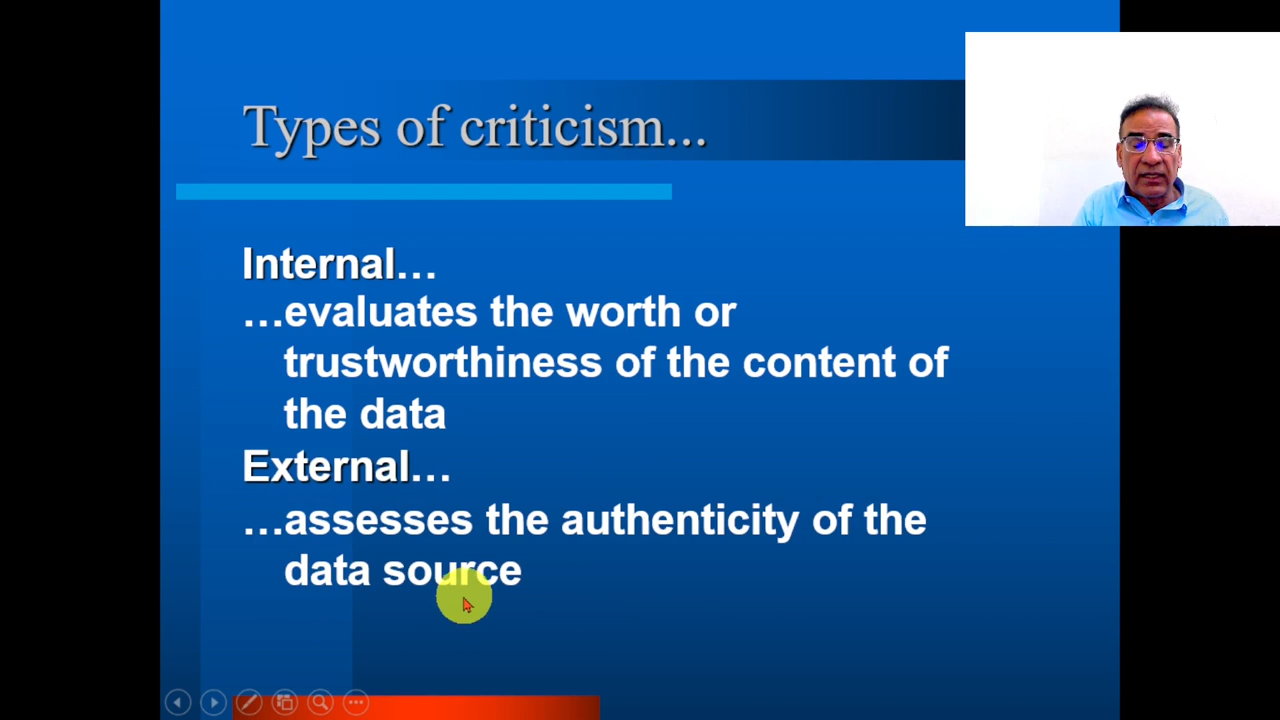 Types of criticism...
Internal…
…evaluates the worth or
trustworthiness of the content of
the data
External…
…assesses the authenticity of the
data source